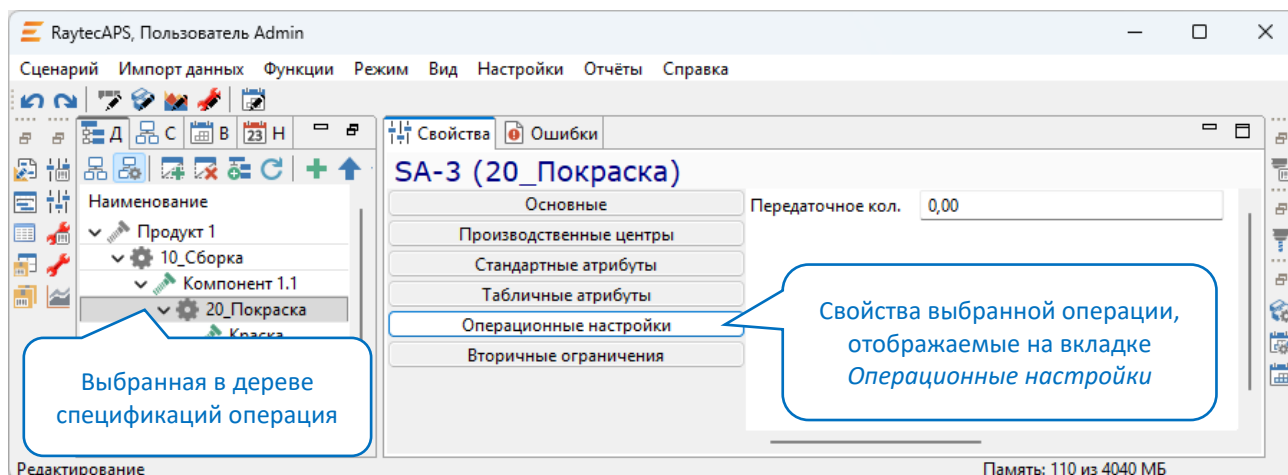 RaytecAPS, Пользователь Admin
Сценарий Импорт данных Функции Режим Вид Настройки Отчёты Справка
Д С В 23 Н Свойства Ошибки
SA-3 (20_Покраска)
Наименование
Продукт 1
10_Сборка
Компонент 1.1
20_Покраска
Краска
Основные
Производственные центры
Стандартные атрибуты
Табличные атрибуты
Операционные настройки
Вторичные ограничения
Передаточное кол. 0,00
Выбранная в дереве
спецификаций операция
Свойства выбранной операции,
отображаемые на вкладке
Операционные настройки
Редактирование
Память: 110 из 4040 МБ